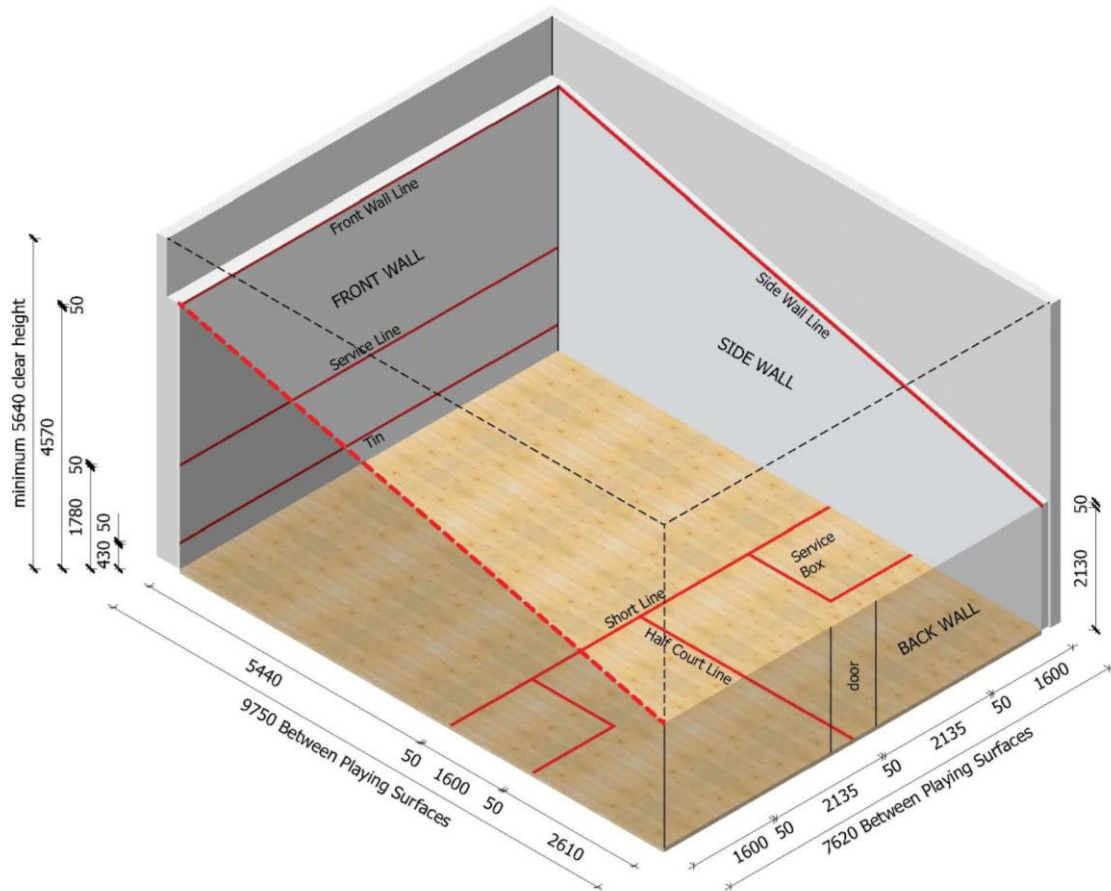 Front Wall Line
FRONT WALL
Service Line
Tin
Side Wall Line
SIDE WALL
Service Box
Short Line
Half Court Line
door
BACK WALL
minimum 5640 clear height
4570
50
1780
50
430
50
50
2130
5440
50
1600
50
2610
9750 Between Playing Surfaces
1600
50
2135
50
2135
50
1600
7620 Between Playing Surfaces